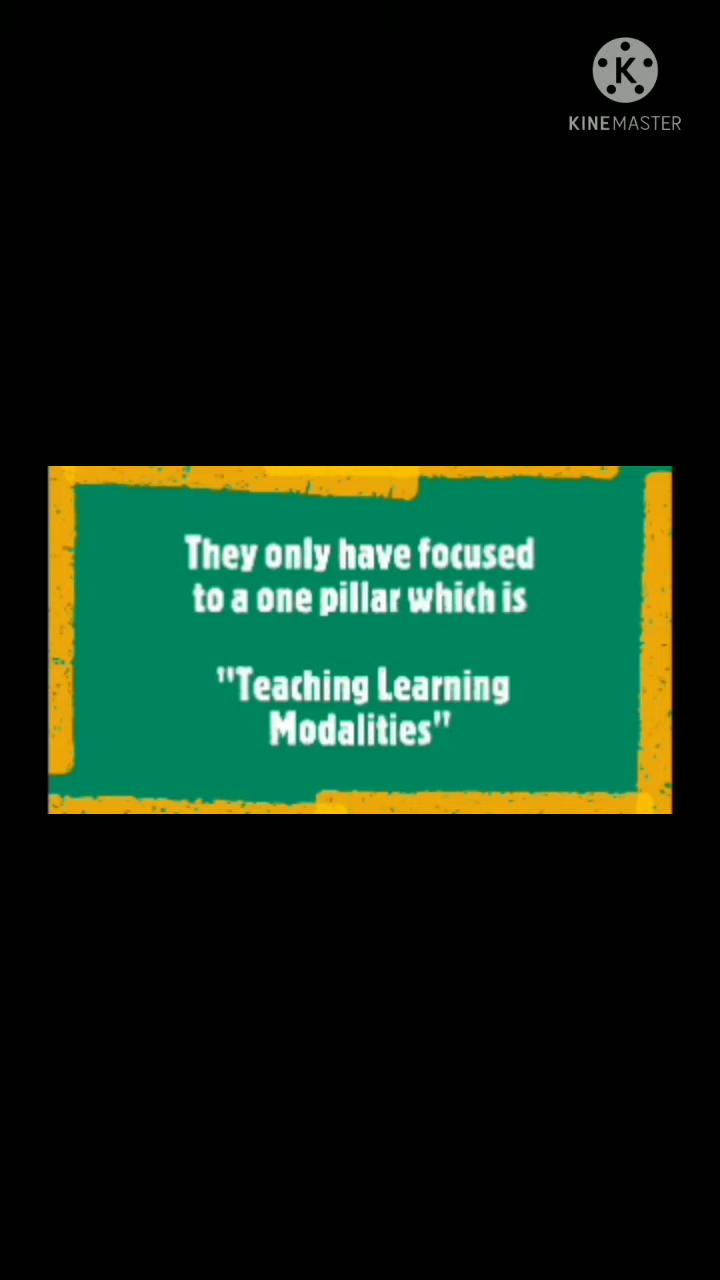 KINEMASTER
They only have focused
to a one pillar which is
"Teaching Learning
Modalities"